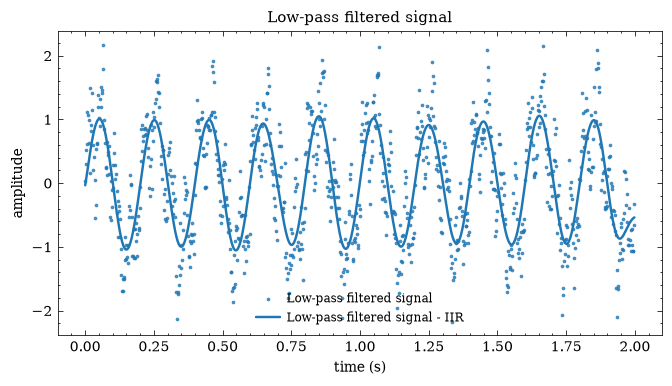 Low-pass filtered signal
amplitude
2
1
0
−1
−2
Low-pass filtered signal
Low-pass filtered signal - IIR
0.00 0.25 0.50 0.75 1.00 1.25 1.50 1.75 2.00
time (s)